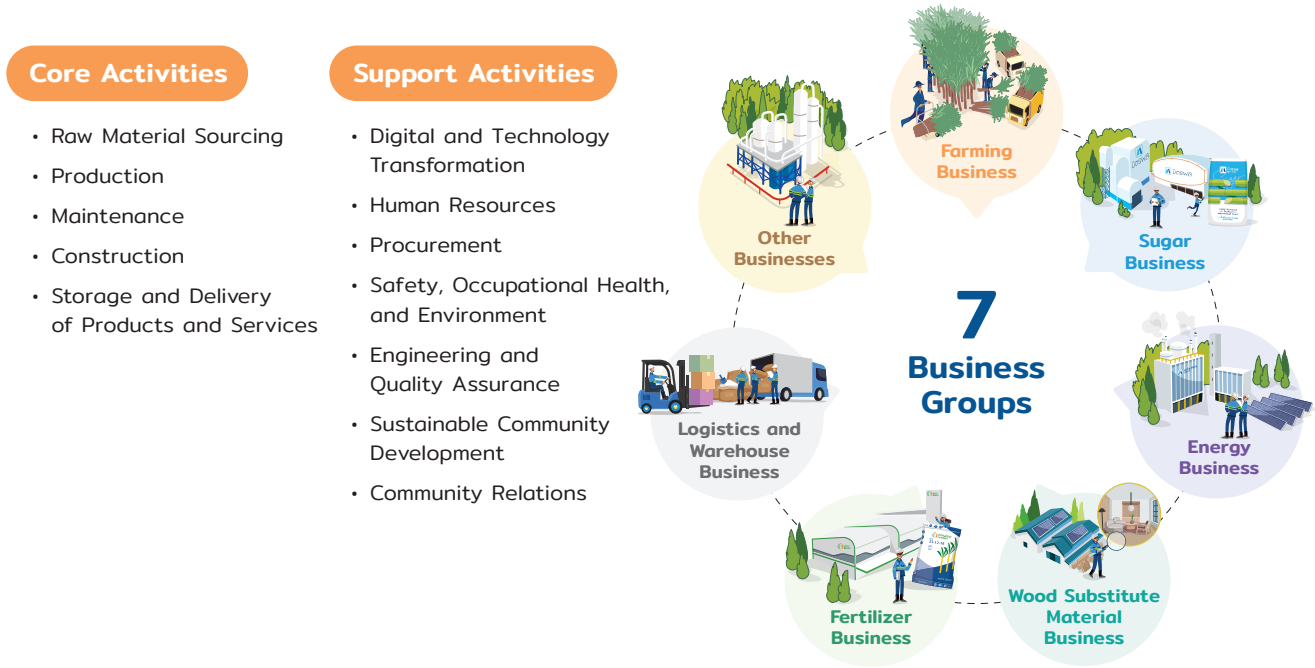 Core Activities
• Raw Material Sourcing
• Production
• Maintenance
• Construction
• Storage and Delivery
of Products and Services
Support Activities
• Digital and Technology
Transformation
• Human Resources
• Procurement
• Safety, Occupational Health,
and Environment
• Engineering and
Quality Assurance
• Sustainable Community
Development
• Community Relations
7
Business
Groups
Farming
Business
Sugar
Business
Energy
Business
Wood Substitute
Material
Business
Fertilizer
Business
Logistics and
Warehouse
Business
Other
Businesses